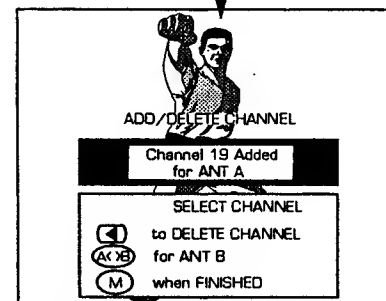 ADD/DELETE CHANNEL
Channel 19 Added
for ANT A
SELECT CHANNEL
◀ to DELETE CHANNEL
A<>B for ANT B
M when FINISHED